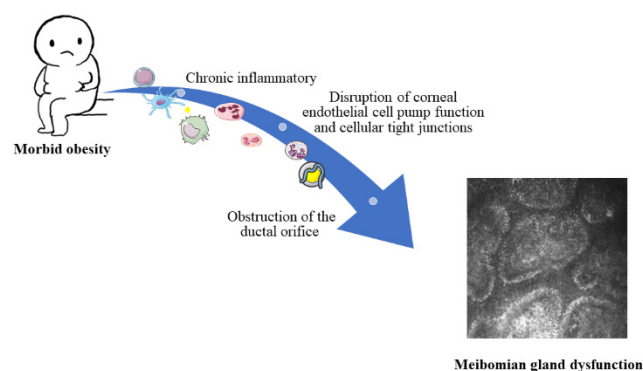 Chronic inflammatory
Disruption of corneal
endothelial cell pump function
and cellular tight junctions
Morbid obesity
Obstruction of the
ductal orifice
Meibomian gland dysfunction